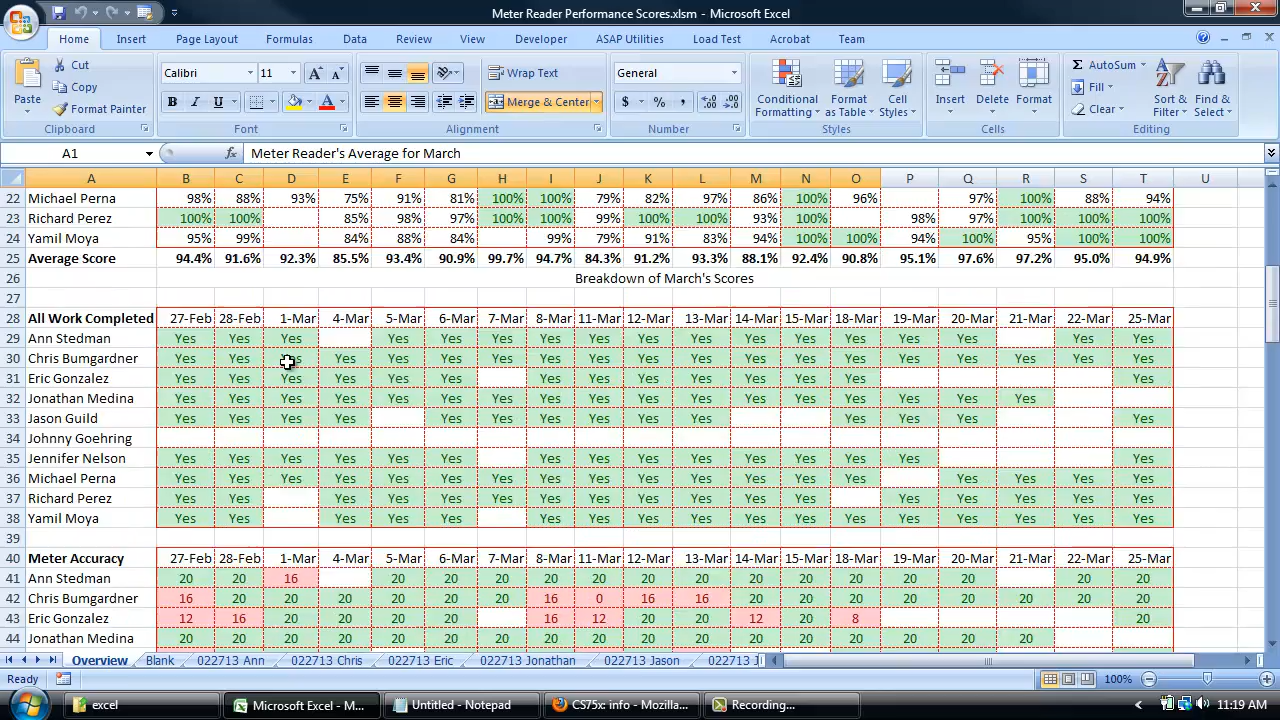 Meter Reader Performance Scores.xlsm - Microsoft Excel
Home Insert Page Layout Formulas Data Review View Developer ASAP Utilities Load Test Acrobat Team
Paste Cut Copy Format Painter Clipboard
Calibri 11 Font
Wrap Text Merge & Center Alignment
General Number
Conditional Formatting Format as Table Cell Styles Styles
Insert Delete Format Cells
AutoSum Fill Clear Sort & Filter Find & Select Editing
A1 fx Meter Reader's Average for March
A B C D E F G H I J K L M N O P Q R S T U
22 Michael Perna 98% 88% 93% 75% 91% 81% 100% 100% 79% 82% 97% 86% 100% 96% 97% 100% 88% 94%
23 Richard Perez 100% 100% 85% 98% 97% 100% 100% 99% 100% 100% 93% 100% 98% 97% 100% 100% 100%
24 Yamil Moya 95% 99% 84% 88% 84% 99% 79% 91% 83% 94% 100% 100% 94% 100% 95% 100% 100%
25 Average Score 94.4% 91.6% 92.3% 85.5% 93.4% 90.9% 99.7% 94.7% 84.3% 91.2% 93.3% 88.1% 92.4% 90.8% 95.1% 97.6% 97.2% 95.0% 94.9%
26 Breakdown of March's Scores
27
28 All Work Completed 27-Feb 28-Feb 1-Mar 4-Mar 5-Mar 6-Mar 7-Mar 8-Mar 11-Mar 12-Mar 13-Mar 14-Mar 15-Mar 18-Mar 19-Mar 20-Mar 21-Mar 22-Mar 25-Mar
29 Ann Stedman Yes Yes Yes Yes Yes Yes Yes Yes Yes Yes Yes Yes Yes Yes Yes Yes Yes
30 Chris Bumgardner Yes Yes Yes Yes Yes Yes Yes Yes Yes Yes Yes Yes Yes Yes Yes Yes Yes Yes Yes
31 Eric Gonzalez Yes Yes Yes Yes Yes Yes Yes Yes Yes Yes Yes Yes Yes Yes
32 Jonathan Medina Yes Yes Yes Yes Yes Yes Yes Yes Yes Yes Yes Yes Yes Yes Yes Yes Yes
33 Jason Guild Yes Yes Yes Yes Yes Yes Yes Yes Yes Yes Yes Yes Yes Yes
34 Johnny Goehring
35 Jennifer Nelson Yes Yes Yes Yes Yes Yes Yes Yes Yes Yes Yes Yes Yes Yes Yes
36 Michael Perna Yes Yes Yes Yes Yes Yes Yes Yes Yes Yes Yes Yes Yes Yes Yes Yes Yes Yes
37 Richard Perez Yes Yes Yes Yes Yes Yes Yes Yes Yes Yes Yes Yes Yes Yes Yes Yes Yes
38 Yamil Moya Yes Yes Yes Yes Yes Yes Yes Yes Yes Yes Yes Yes Yes Yes Yes Yes Yes
39
40 Meter Accuracy 27-Feb 28-Feb 1-Mar 4-Mar 5-Mar 6-Mar 7-Mar 8-Mar 11-Mar 12-Mar 13-Mar 14-Mar 15-Mar 18-Mar 19-Mar 20-Mar 21-Mar 22-Mar 25-Mar
41 Ann Stedman 20 20 16 20 20 20 20 20 20 20 20 20 20 20 20 20 20
42 Chris Bumgardner 16 20 20 20 20 20 20 16 0 16 16 20 20 20 20 20 20 20 20
43 Eric Gonzalez 12 16 20 20 20 20 16 12 20 20 12 20 8 20
44 Jonathan Medina 20 20 20 20 20 20 20 20 20 20 20 20 20 20 20 20 20
Overview Blank 022713 Ann 022713 Chris 022713 Eric 022713 Jonathan 022713 Jason 022713 J
Ready 100%
excel Microsoft Excel - M... Untitled - Notepad CS75x: info - Mozilla... Recording... 11:19 AM